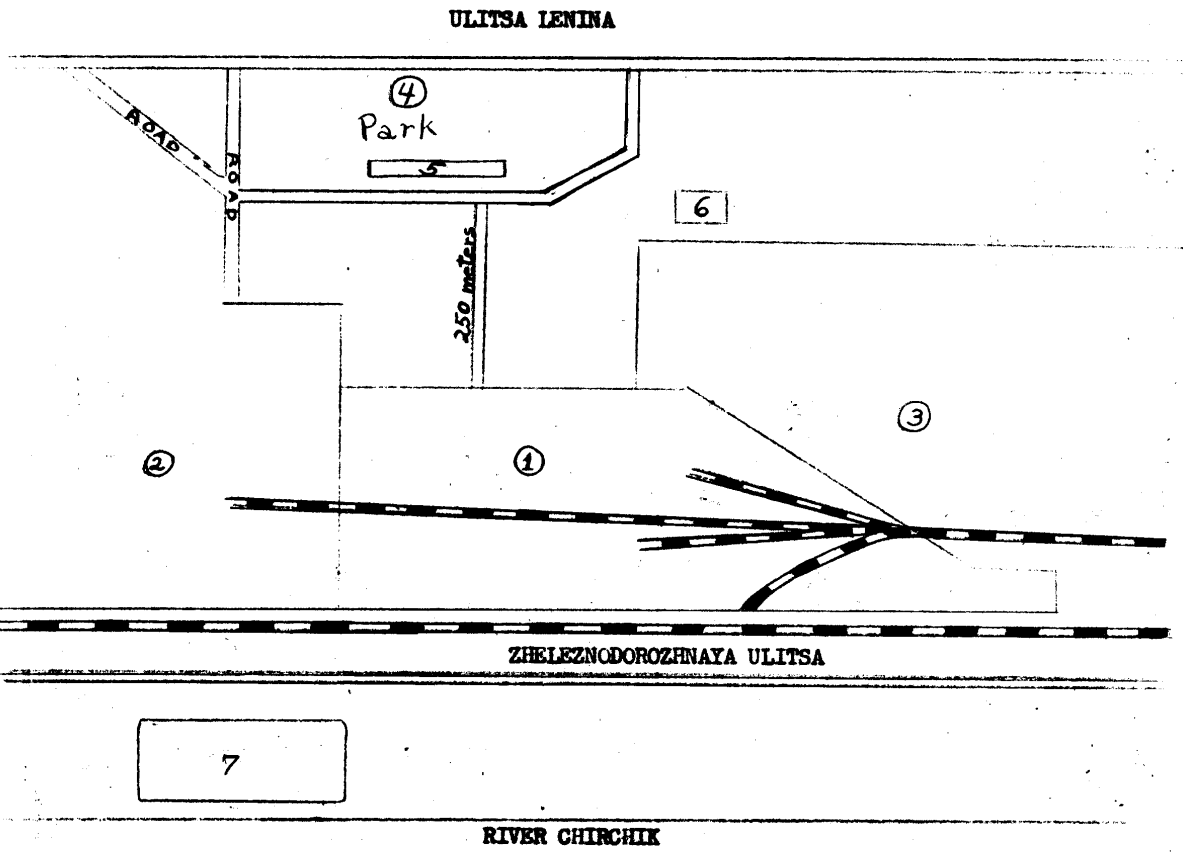 ULITSA LENINA
4
Park
ROAD
ROAD
5
6
250 meters
3
2
1
ZHELEZNODOROZHNAYA ULITSA
7
RIVER CHIRCHIK